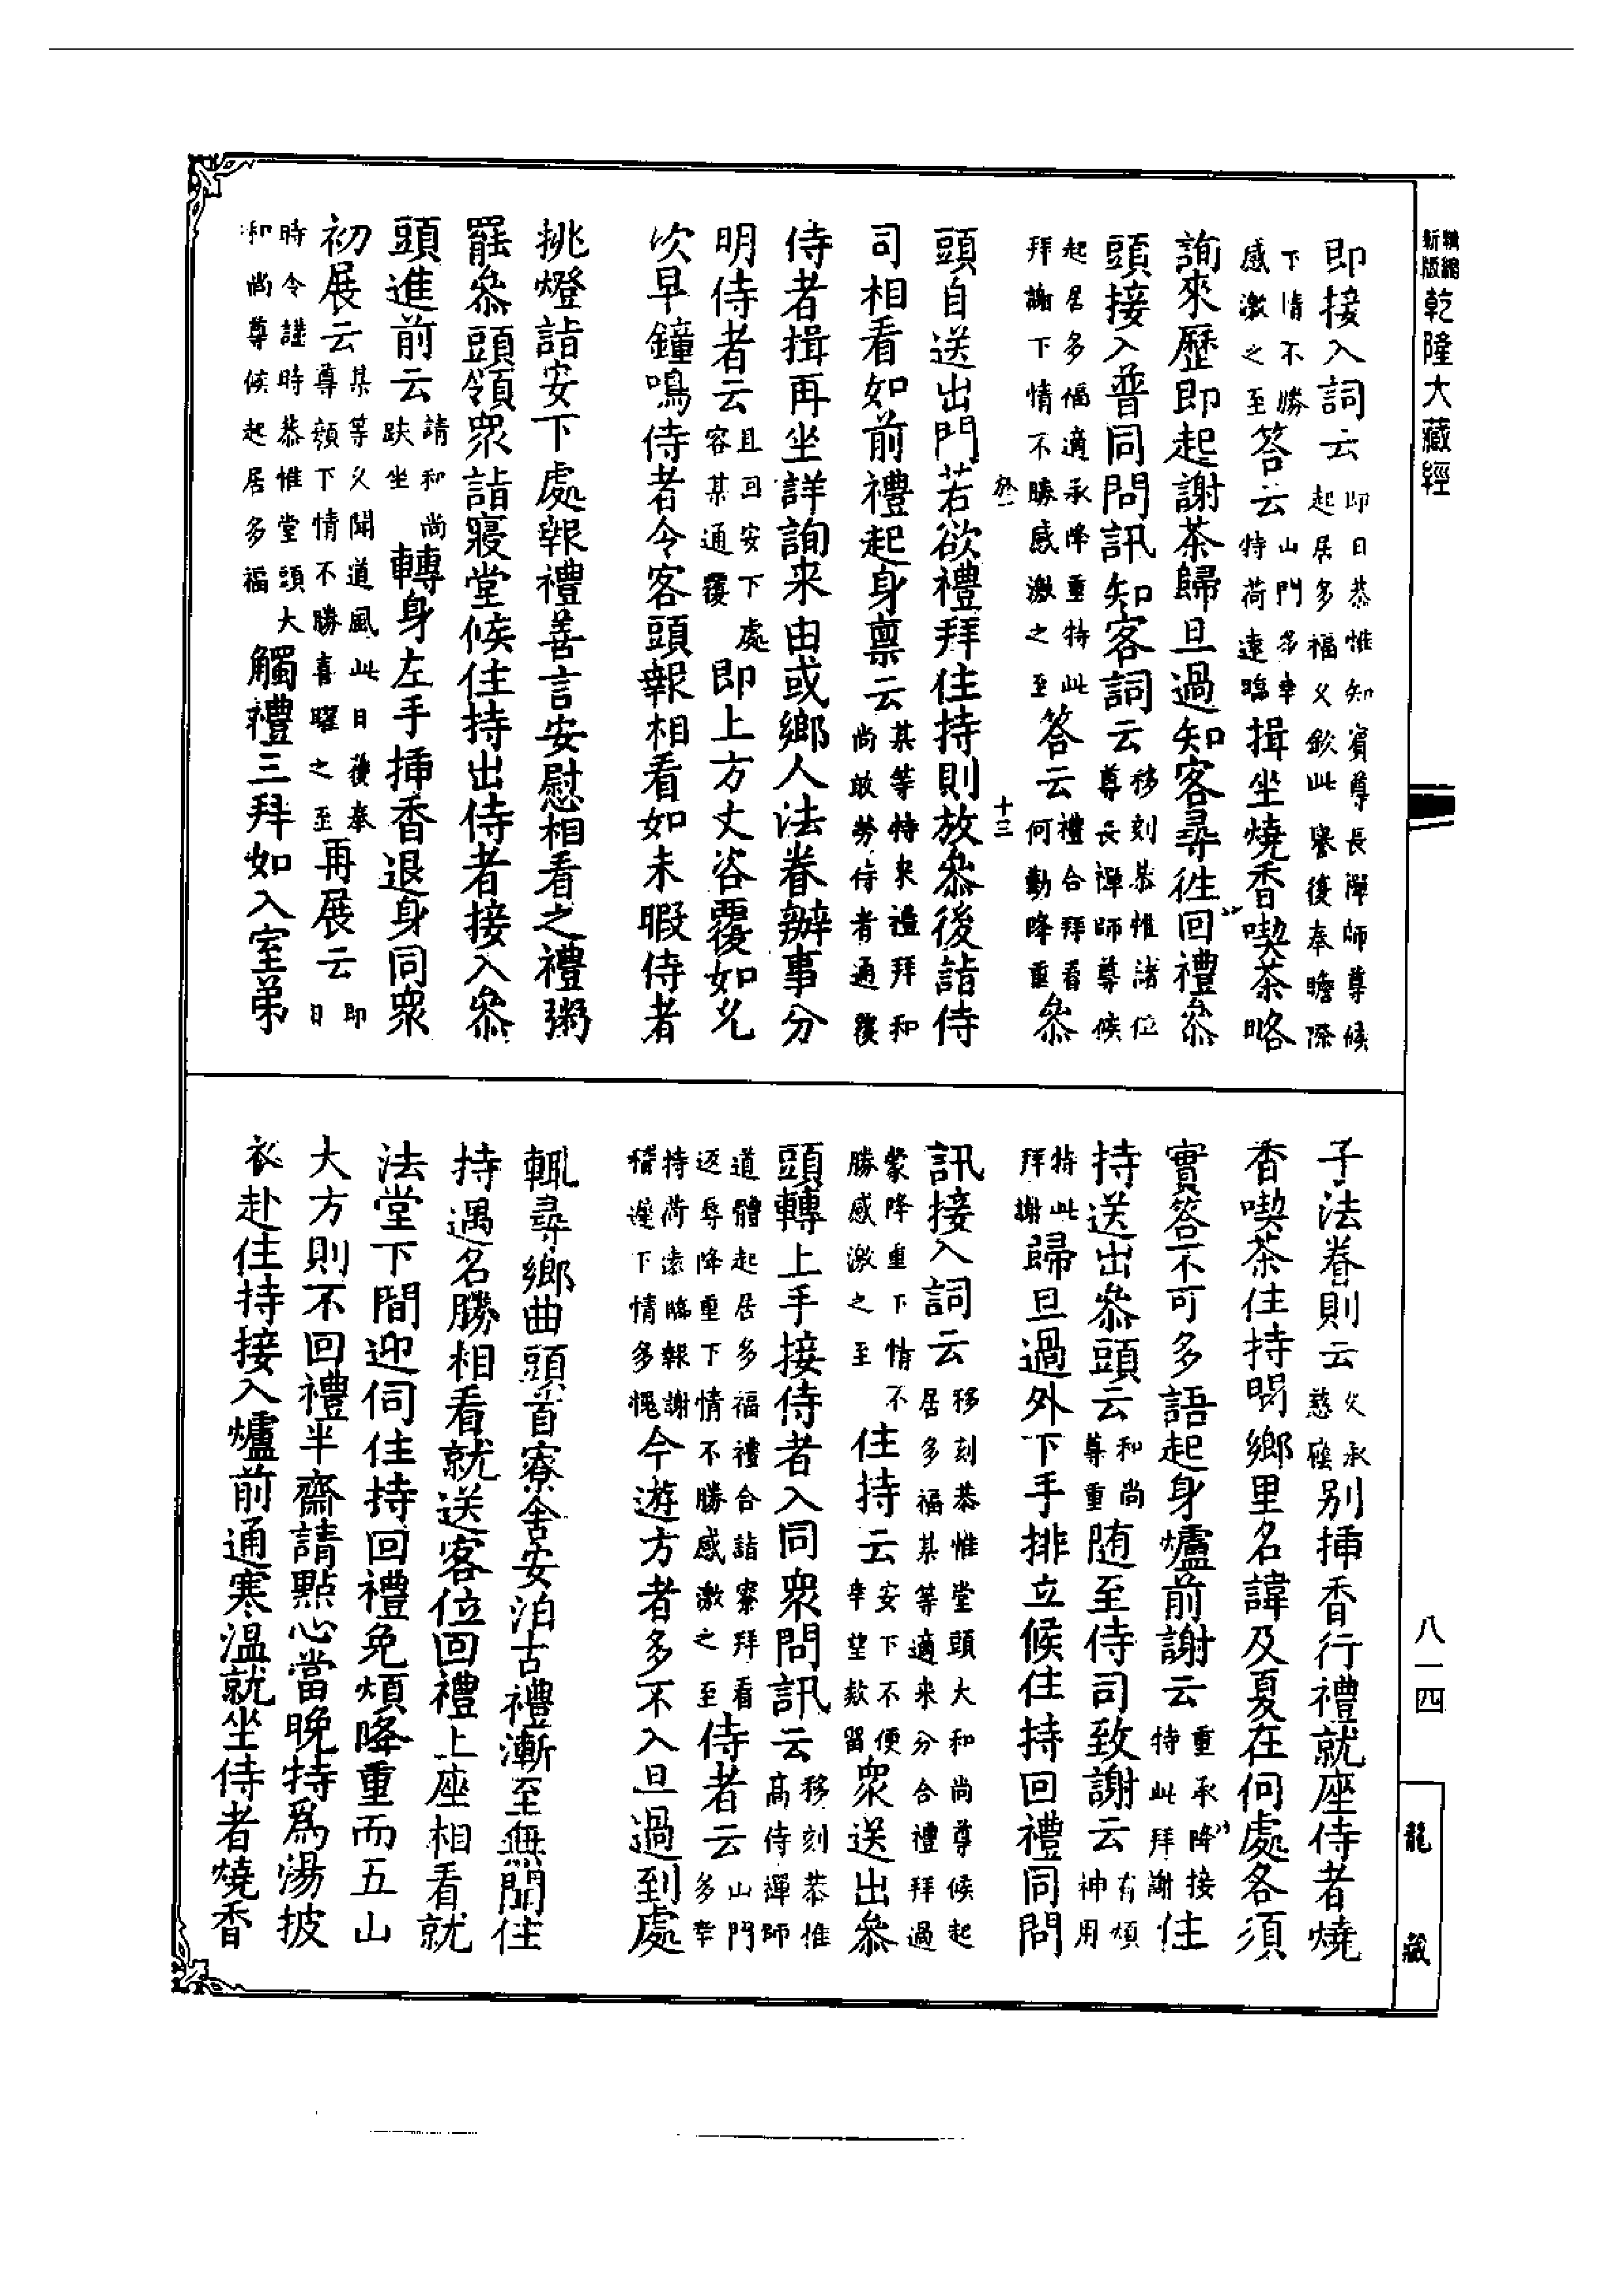 新版
縮
乾隆大藏經
即接入詞云即日恭惟知賓尊長禪師尊候起居多福久欽此譽復奉瞻際
下情不勝感激之至答云山門多幸特荷遠臨揖坐燒香喫茶略
詢來歷即起謝茶歸旦過知客尋徃回禮叅
頭接入普同問訊知客詞云移刻恭惟諸位尊長禪師尊候
起居多福適承降重特此拜謝下情不勝感激之至答云禮合拜看何勤降重叅
十三
頭自送出門若欲禮拜住持則放叅後詣侍
司相看如前禮起身禀云某等特來禮拜和尚敢勞侍者通覆
侍者揖再坐詳詢来由或鄉人法眷辦事分
明侍者云且回安下處容某通覆即上方丈咨覆如允
次早鐘鳴侍者令客頭報相看如未暇侍者
挑燈詣安下處報禮善言安慰相看之禮粥
罷叅頭領衆詣寢堂候住持出侍者接入叅
頭進前云請和尚趺坐轉身左手揷香退身同衆
初展云某等久聞道風此日獲奉尊顔下情不勝喜躍之至再展云即日
時令謹時恭惟堂頭大和尚尊候起居多福觸禮三拜如入室弟
子法眷則云久承慈廕别揷香行禮就座侍者燒
香喫茶住持問鄉里名諱及夏在何處各須
實答不可多語起身爐前謝云重承降接特此拜謝住
持送出叅頭云和尚尊重随至侍司致謝云有煩神用
特此拜謝歸旦過外下手排立候住持回禮同問
訊接入詞云移刻恭惟堂頭大和尚尊候起居多福某等適來分合禮拜過
蒙降重下情不勝感激之至住持云安下不便幸望欵留衆送出叅
頭轉上手接侍者入同衆問訊云移刻恭惟高侍禪師
道體起居多福禮合詣寮拜看返辱降重下情不勝感激之至侍者云山門多幸
特荷遠臨報謝稽遲下情多愧今遊方者多不入旦過到處
輒尋鄉曲頭首寮舍安泊古禮漸至無聞住
持遇名勝相看就送客位回禮上座相看就
法堂下間迎伺住持回禮免煩降重而五山
大方則不回禮半齋請點心當晚特爲湯披
衣赴住持接入爐前通寒溫就坐侍者燒香
八一四
龍藏